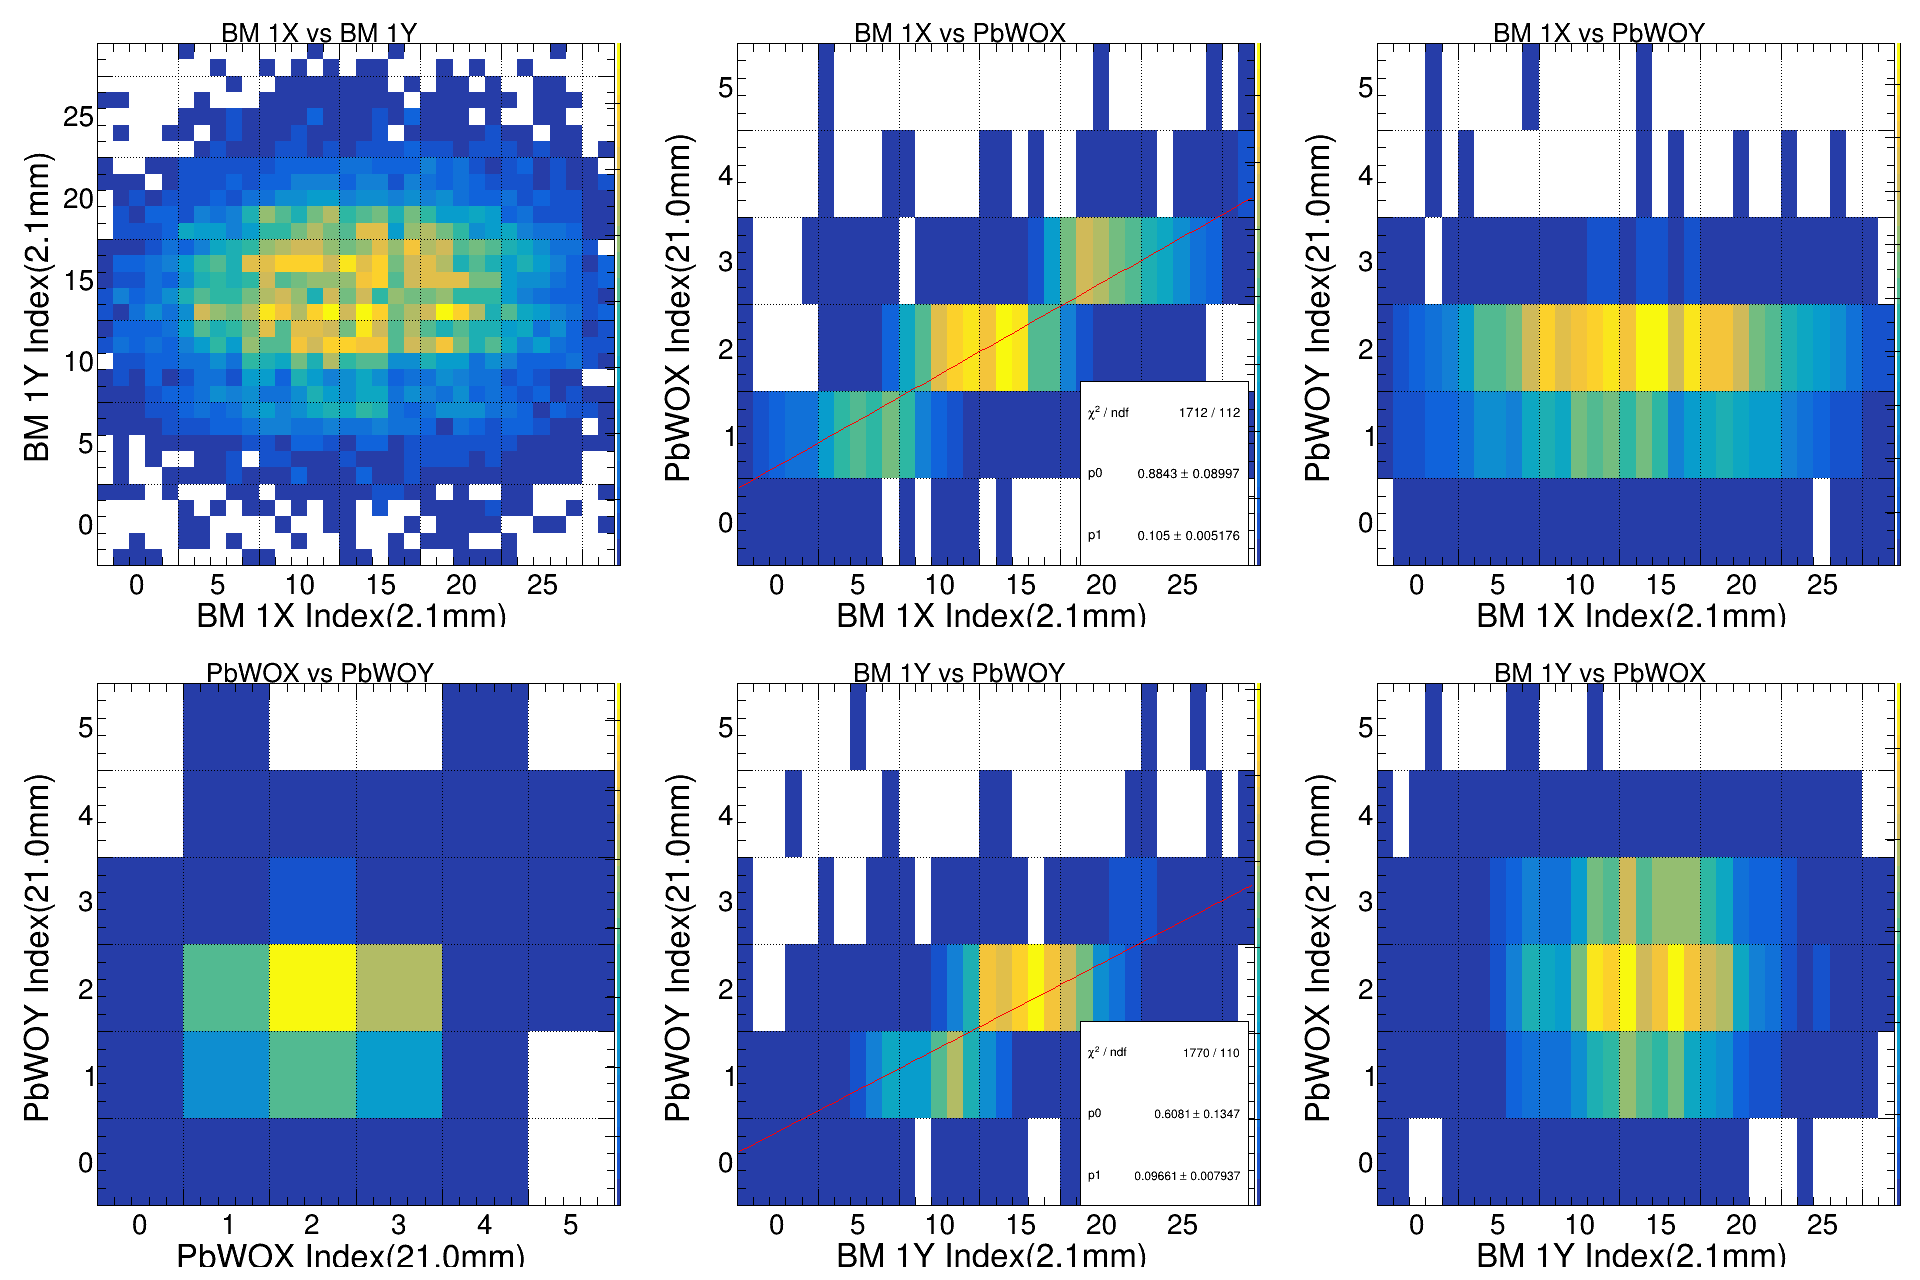 BM 1X vs BM 1Y
BM 1Y Index(2.1mm)
25
20
15
10
5
0
0 5 10 15 20 25
BM 1X Index(2.1mm)
BM 1X vs PbWOX
PbWOX Index(21.0mm)
5
4
3
2
1
0
χ² / ndf 1712 / 112
p0 0.8843 ± 0.08997
p1 0.105 ± 0.005176
0 5 10 15 20 25
BM 1X Index(2.1mm)
BM 1X vs PbWOY
PbWOY Index(21.0mm)
5
4
3
2
1
0
0 5 10 15 20 25
BM 1X Index(2.1mm)
PbWOX vs PbWOY
PbWOY Index(21.0mm)
5
4
3
2
1
0
0 1 2 3 4 5
PbWOX Index(21.0mm)
BM 1Y vs PbWOY
PbWOY Index(21.0mm)
5
4
3
2
1
0
χ² / ndf 1770 / 110
p0 0.6081 ± 0.1347
p1 0.09661 ± 0.007937
0 5 10 15 20 25
BM 1Y Index(2.1mm)
BM 1Y vs PbWOX
PbWOX Index(21.0mm)
5
4
3
2
1
0
0 5 10 15 20 25
BM 1Y Index(2.1mm)